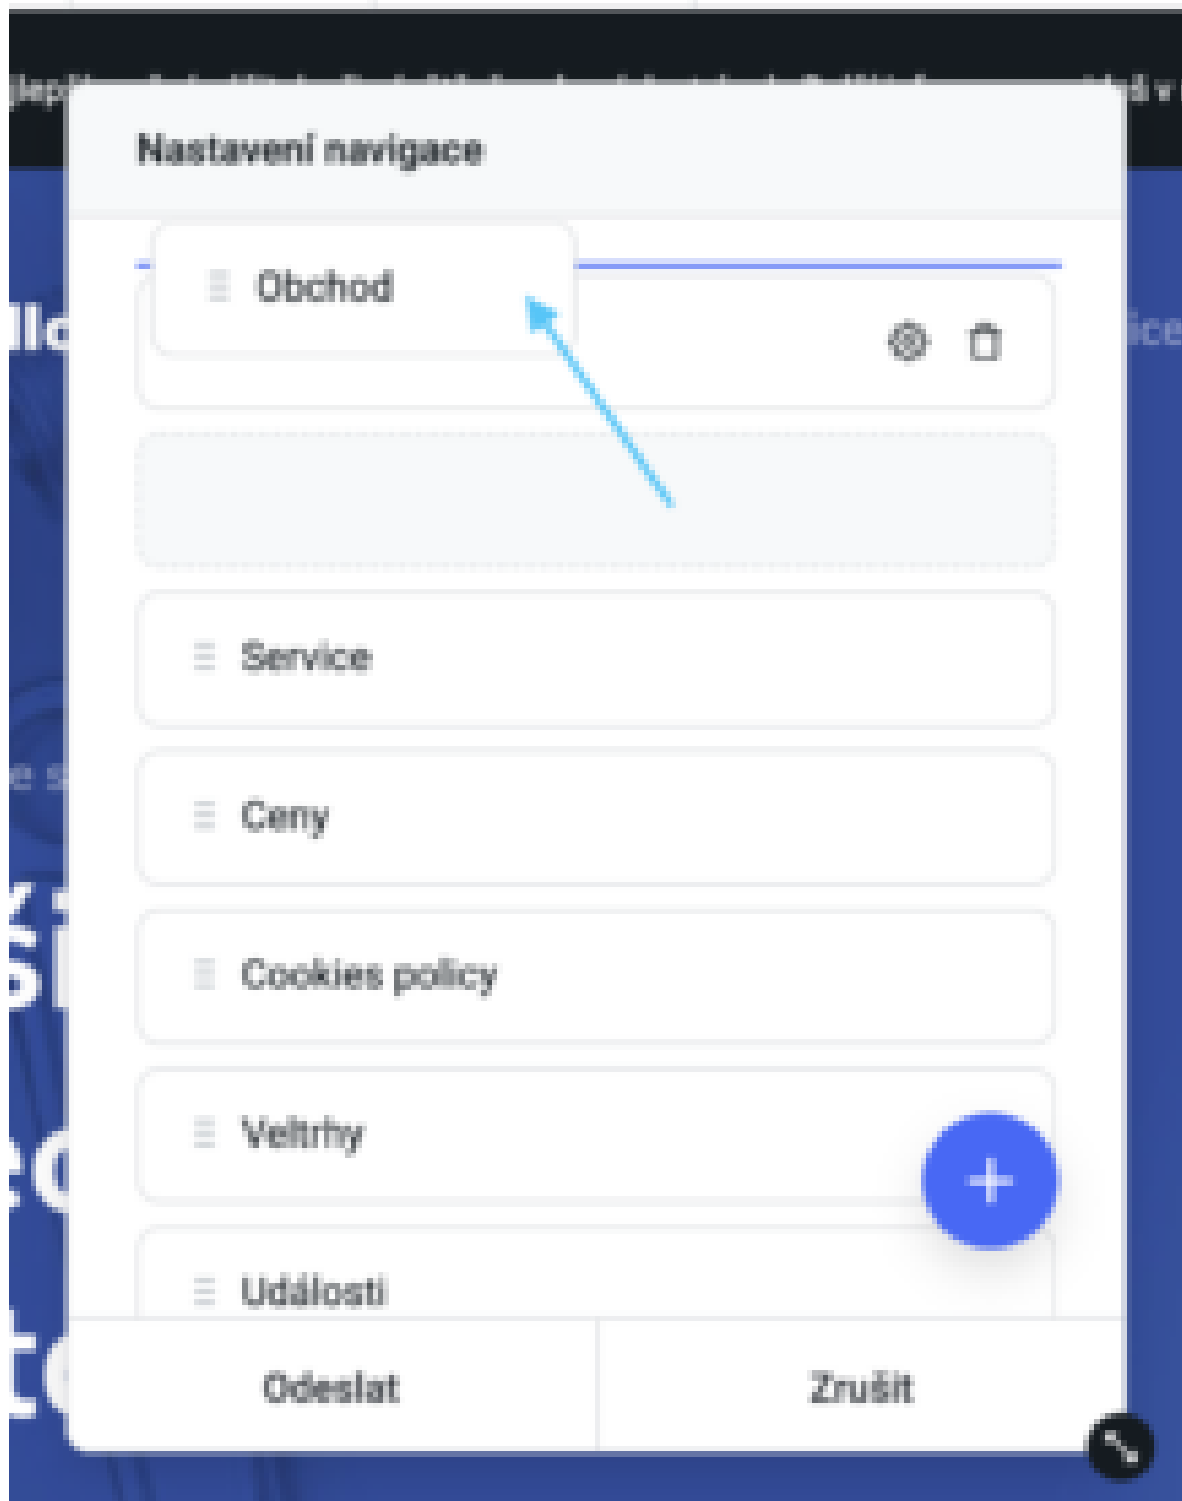 Nastavení navigace
Obchod
Service
Ceny
Cookies policy
Veltrhy
Události
Odeslat
Zrušit